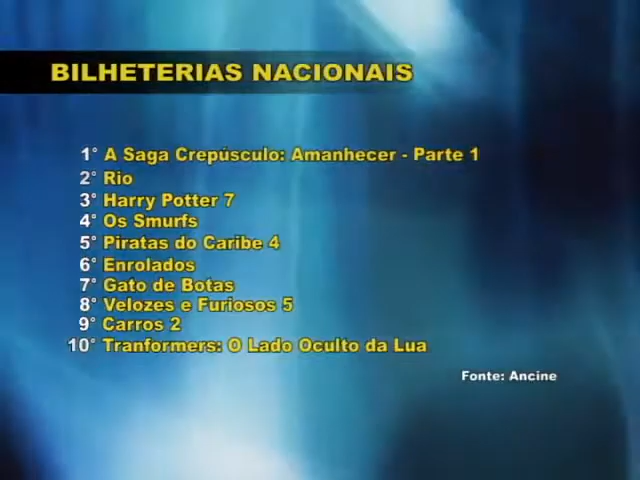 BILHETERIAS NACIONAIS
1° A Saga Crepúsculo: Amanhecer - Parte 1
2° Rio
3° Harry Potter 7
4° Os Smurfs
5° Piratas do Caribe 4
6° Enrolados
7° Gato de Botas
8° Velozes e Furiosos 5
9° Carros 2
10° Tranformers: O Lado Oculto da Lua
Fonte: Ancine